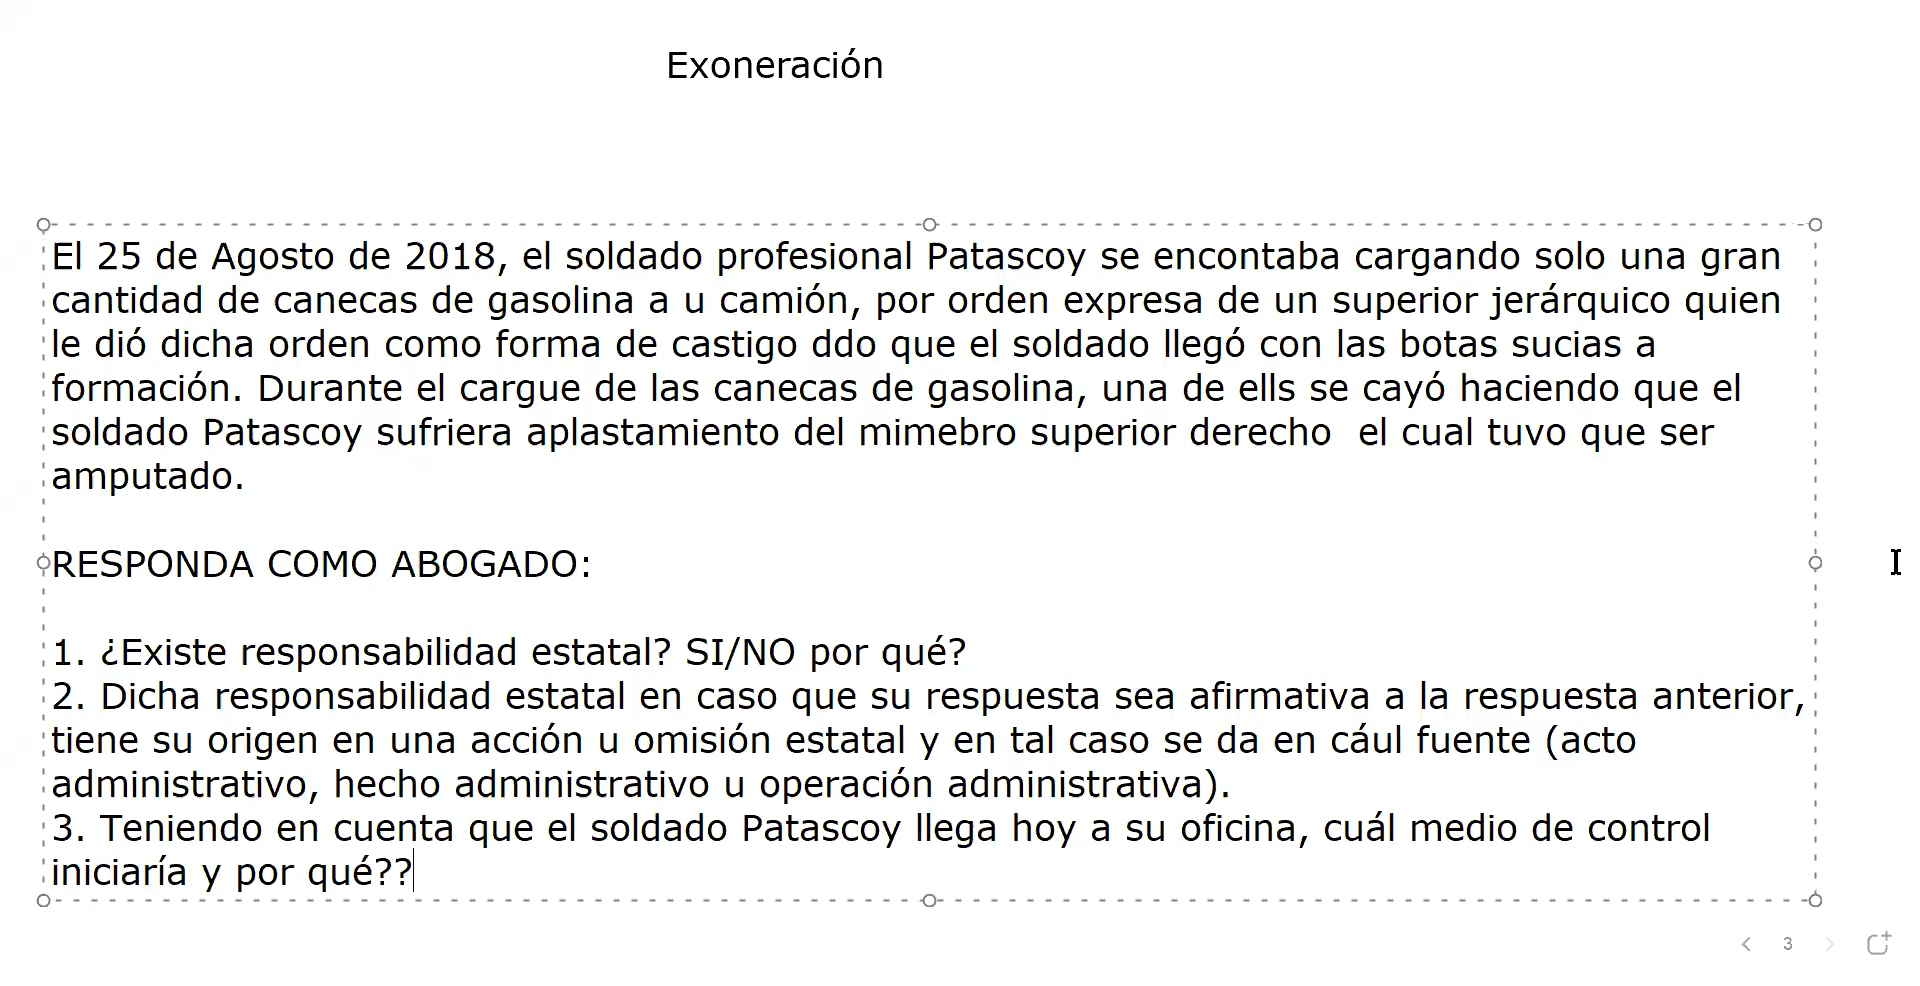 Exoneración
El 25 de Agosto de 2018, el soldado profesional Patascoy se encontaba cargando solo una gran
cantidad de canecas de gasolina a u camión, por orden expresa de un superior jerárquico quien
le dió dicha orden como forma de castigo ddo que el soldado llegó con las botas sucias a
formación. Durante el cargue de las canecas de gasolina, una de ells se cayó haciendo que el
soldado Patascoy sufriera aplastamiento del mimebro superior derecho  el cual tuvo que ser
amputado.
RESPONDA COMO ABOGADO:
1. ¿Existe responsabilidad estatal? SI/NO por qué?
2. Dicha responsabilidad estatal en caso que su respuesta sea afirmativa a la respuesta anterior,
tiene su origen en una acción u omisión estatal y en tal caso se da en cául fuente (acto
administrativo, hecho administrativo u operación administrativa).
3. Teniendo en cuenta que el soldado Patascoy llega hoy a su oficina, cuál medio de control
iniciaría y por qué??
3